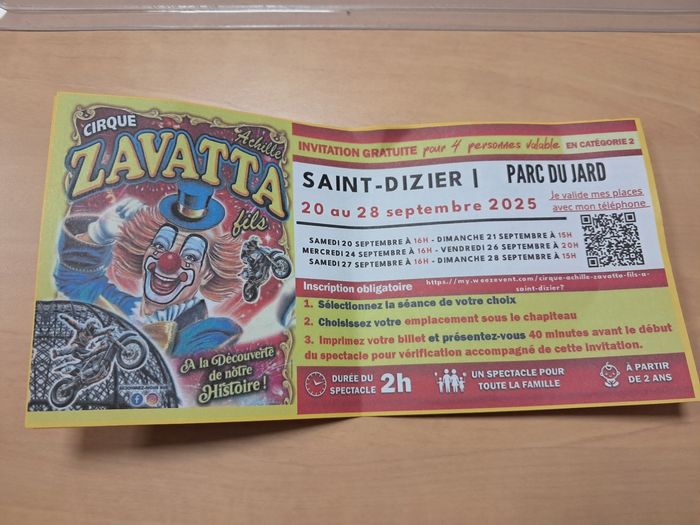 CIRQUE
Achille
ZAVATTA
fils
A la Découverte
de notre
Histoire !
REJOIGNEZ-NOUS SUR
INVITATION GRATUITE pour 4 personnes valable EN CATÉGORIE 2
SAINT-DIZIER | PARC DU JARD
20 au 28 septembre 2025
Je valide mes places
avec mon téléphone
SAMEDI 20 SEPTEMBRE À 16H - DIMANCHE 21 SEPTEMBRE À 15H
MERCREDI 24 SEPTEMBRE À 16H - VENDREDI 26 SEPTEMBRE À 20H
SAMEDI 27 SEPTEMBRE À 16H - DIMANCHE 28 SEPTEMBRE À 15H
Inscription obligatoire
https://my.weezevent.com/cirque-achille-zavatta-fils-a-
saint-dizier?
1. Sélectionnez la séance de votre choix
2. Choisissez votre emplacement sous le chapiteau
3. Imprimez votre billet et présentez-vous 40 minutes avant le début
du spectacle pour vérification accompagné de cette invitation.
DURÉE DU
SPECTACLE 2h
UN SPECTACLE POUR
TOUTE LA FAMILLE
À PARTIR
DE 2 ANS